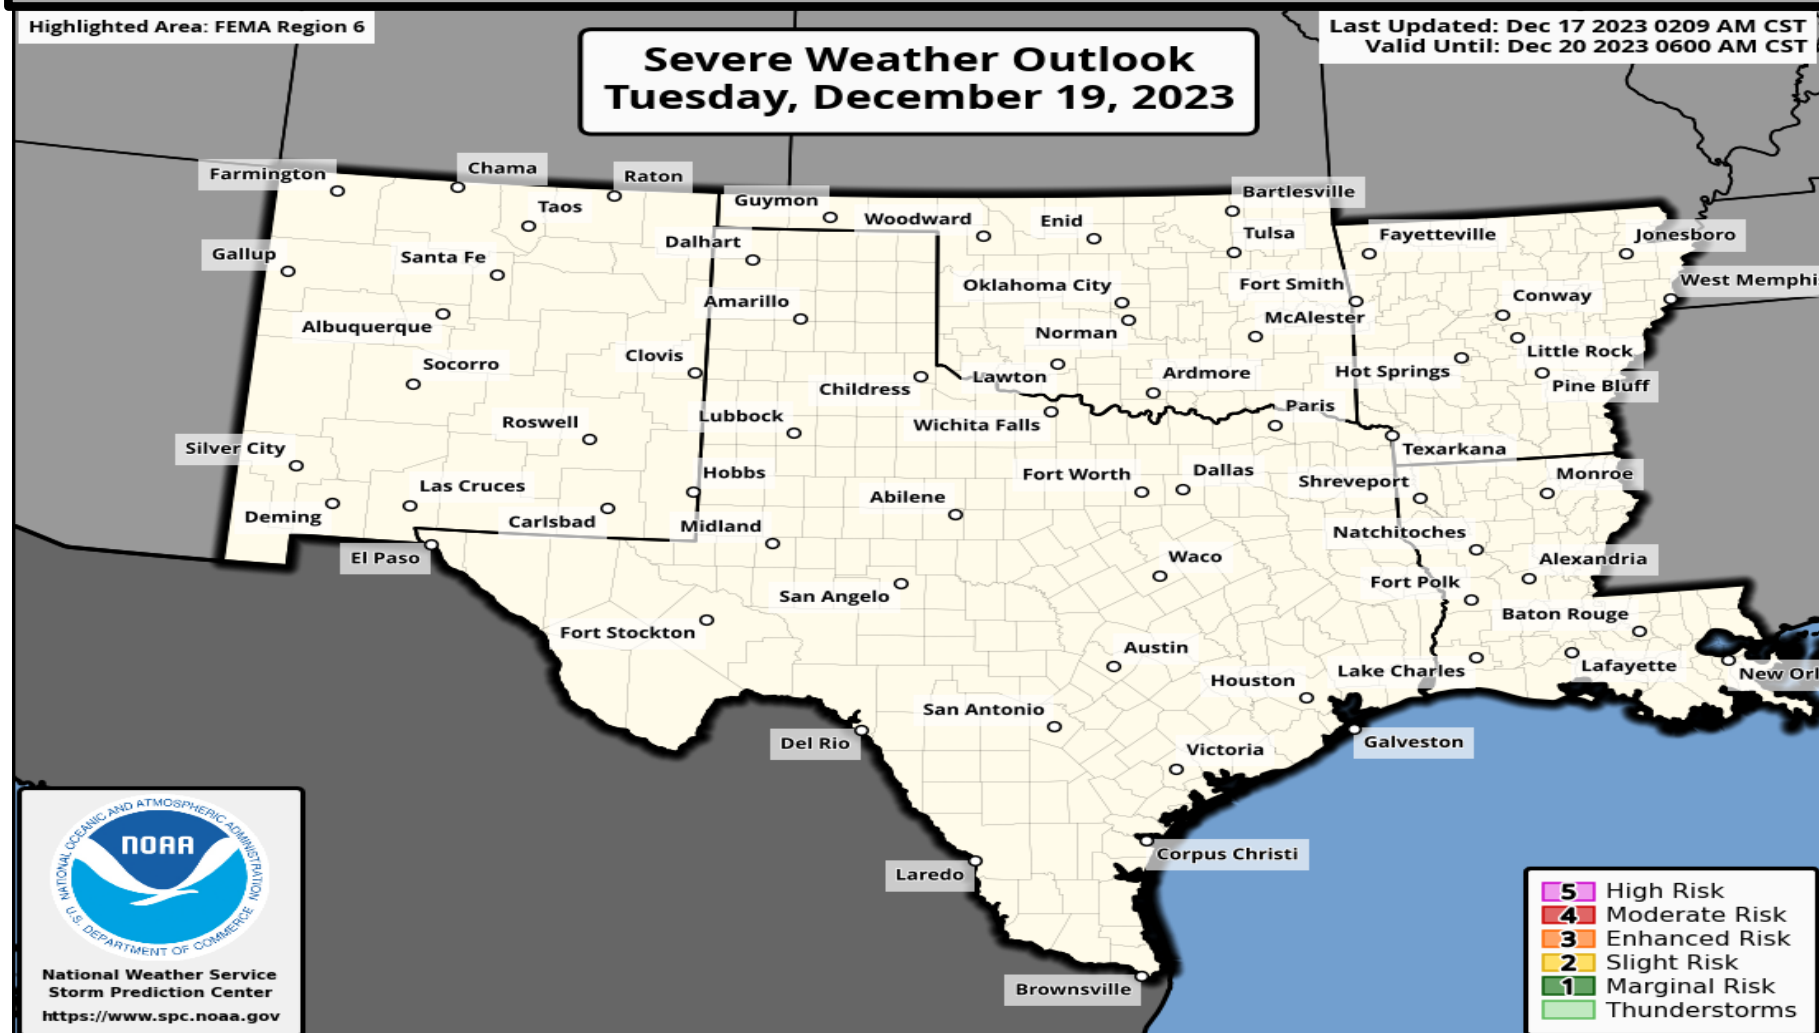 Highlighted Area: FEMA Region 6
Severe Weather Outlook
Tuesday, December 19, 2023
Last Updated: Dec 17 2023 0209 AM CST
Valid Until: Dec 20 2023 0600 AM CST
Farmington
Chama
Raton
Taos
Guymon
Woodward
Enid
Bartlesville
Tulsa
Fayetteville
Jonesboro
Gallup
Santa Fe
Dalhart
Oklahoma City
Fort Smith
Conway
West Memphi
Albuquerque
Amarillo
Norman
McAlester
Little Rock
Socorro
Clovis
Childress
Lawton
Ardmore
Hot Springs
Pine Bluff
Roswell
Lubbock
Wichita Falls
Paris
Texarkana
Silver City
Las Cruces
Hobbs
Abilene
Fort Worth
Dallas
Shreveport
Monroe
Deming
Carlsbad
Midland
Natchitoches
El Paso
San Angelo
Waco
Fort Polk
Alexandria
Fort Stockton
Austin
Baton Rouge
Houston
Lake Charles
Lafayette
New Orl
San Antonio
Del Rio
Victoria
Galveston
Corpus Christi
Laredo
Brownsville
NATIONAL OCEANIC AND ATMOSPHERIC ADMINISTRATION
NOAA
U.S. DEPARTMENT OF COMMERCE
National Weather Service
Storm Prediction Center
https://www.spc.noaa.gov
5 High Risk
4 Moderate Risk
3 Enhanced Risk
2 Slight Risk
1 Marginal Risk
Thunderstorms